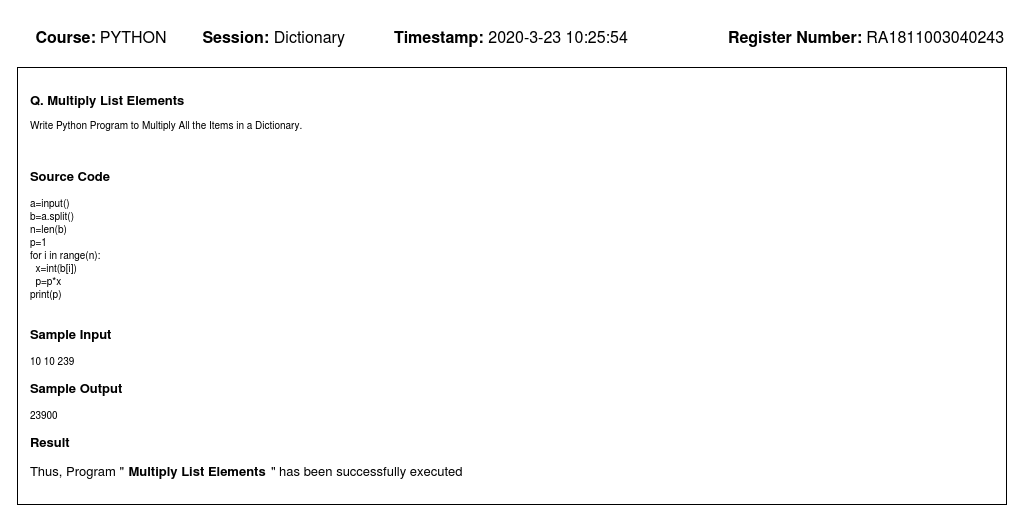 Course: PYTHON Session: Dictionary Timestamp: 2020-3-23 10:25:54 Register Number: RA1811003040243
Q. Multiply List Elements
Write Python Program to Multiply All the Items in a Dictionary.
Source Code
a=input()
b=a.split()
n=len(b)
p=1
for i in range(n):
  x=int(b[i])
  p=p*x
print(p)
Sample Input
10 10 239
Sample Output
23900
Result
Thus, Program " Multiply List Elements " has been successfully executed